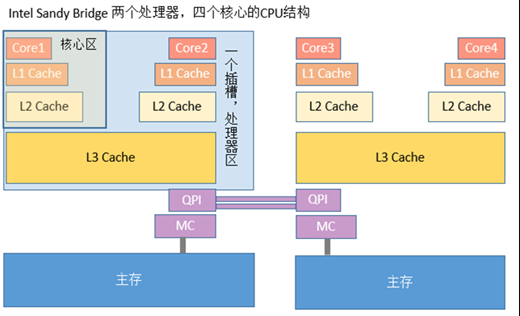 Intel Sandy Bridge 两个处理器，四个核心的CPU结构
Core1 核心区 Core2 Core3 Core4
L1 Cache L1 Cache L1 Cache L1 Cache
L2 Cache L2 Cache L2 Cache L2 Cache
一个插槽，处理器区
L3 Cache L3 Cache
QPI QPI
MC MC
主存 主存